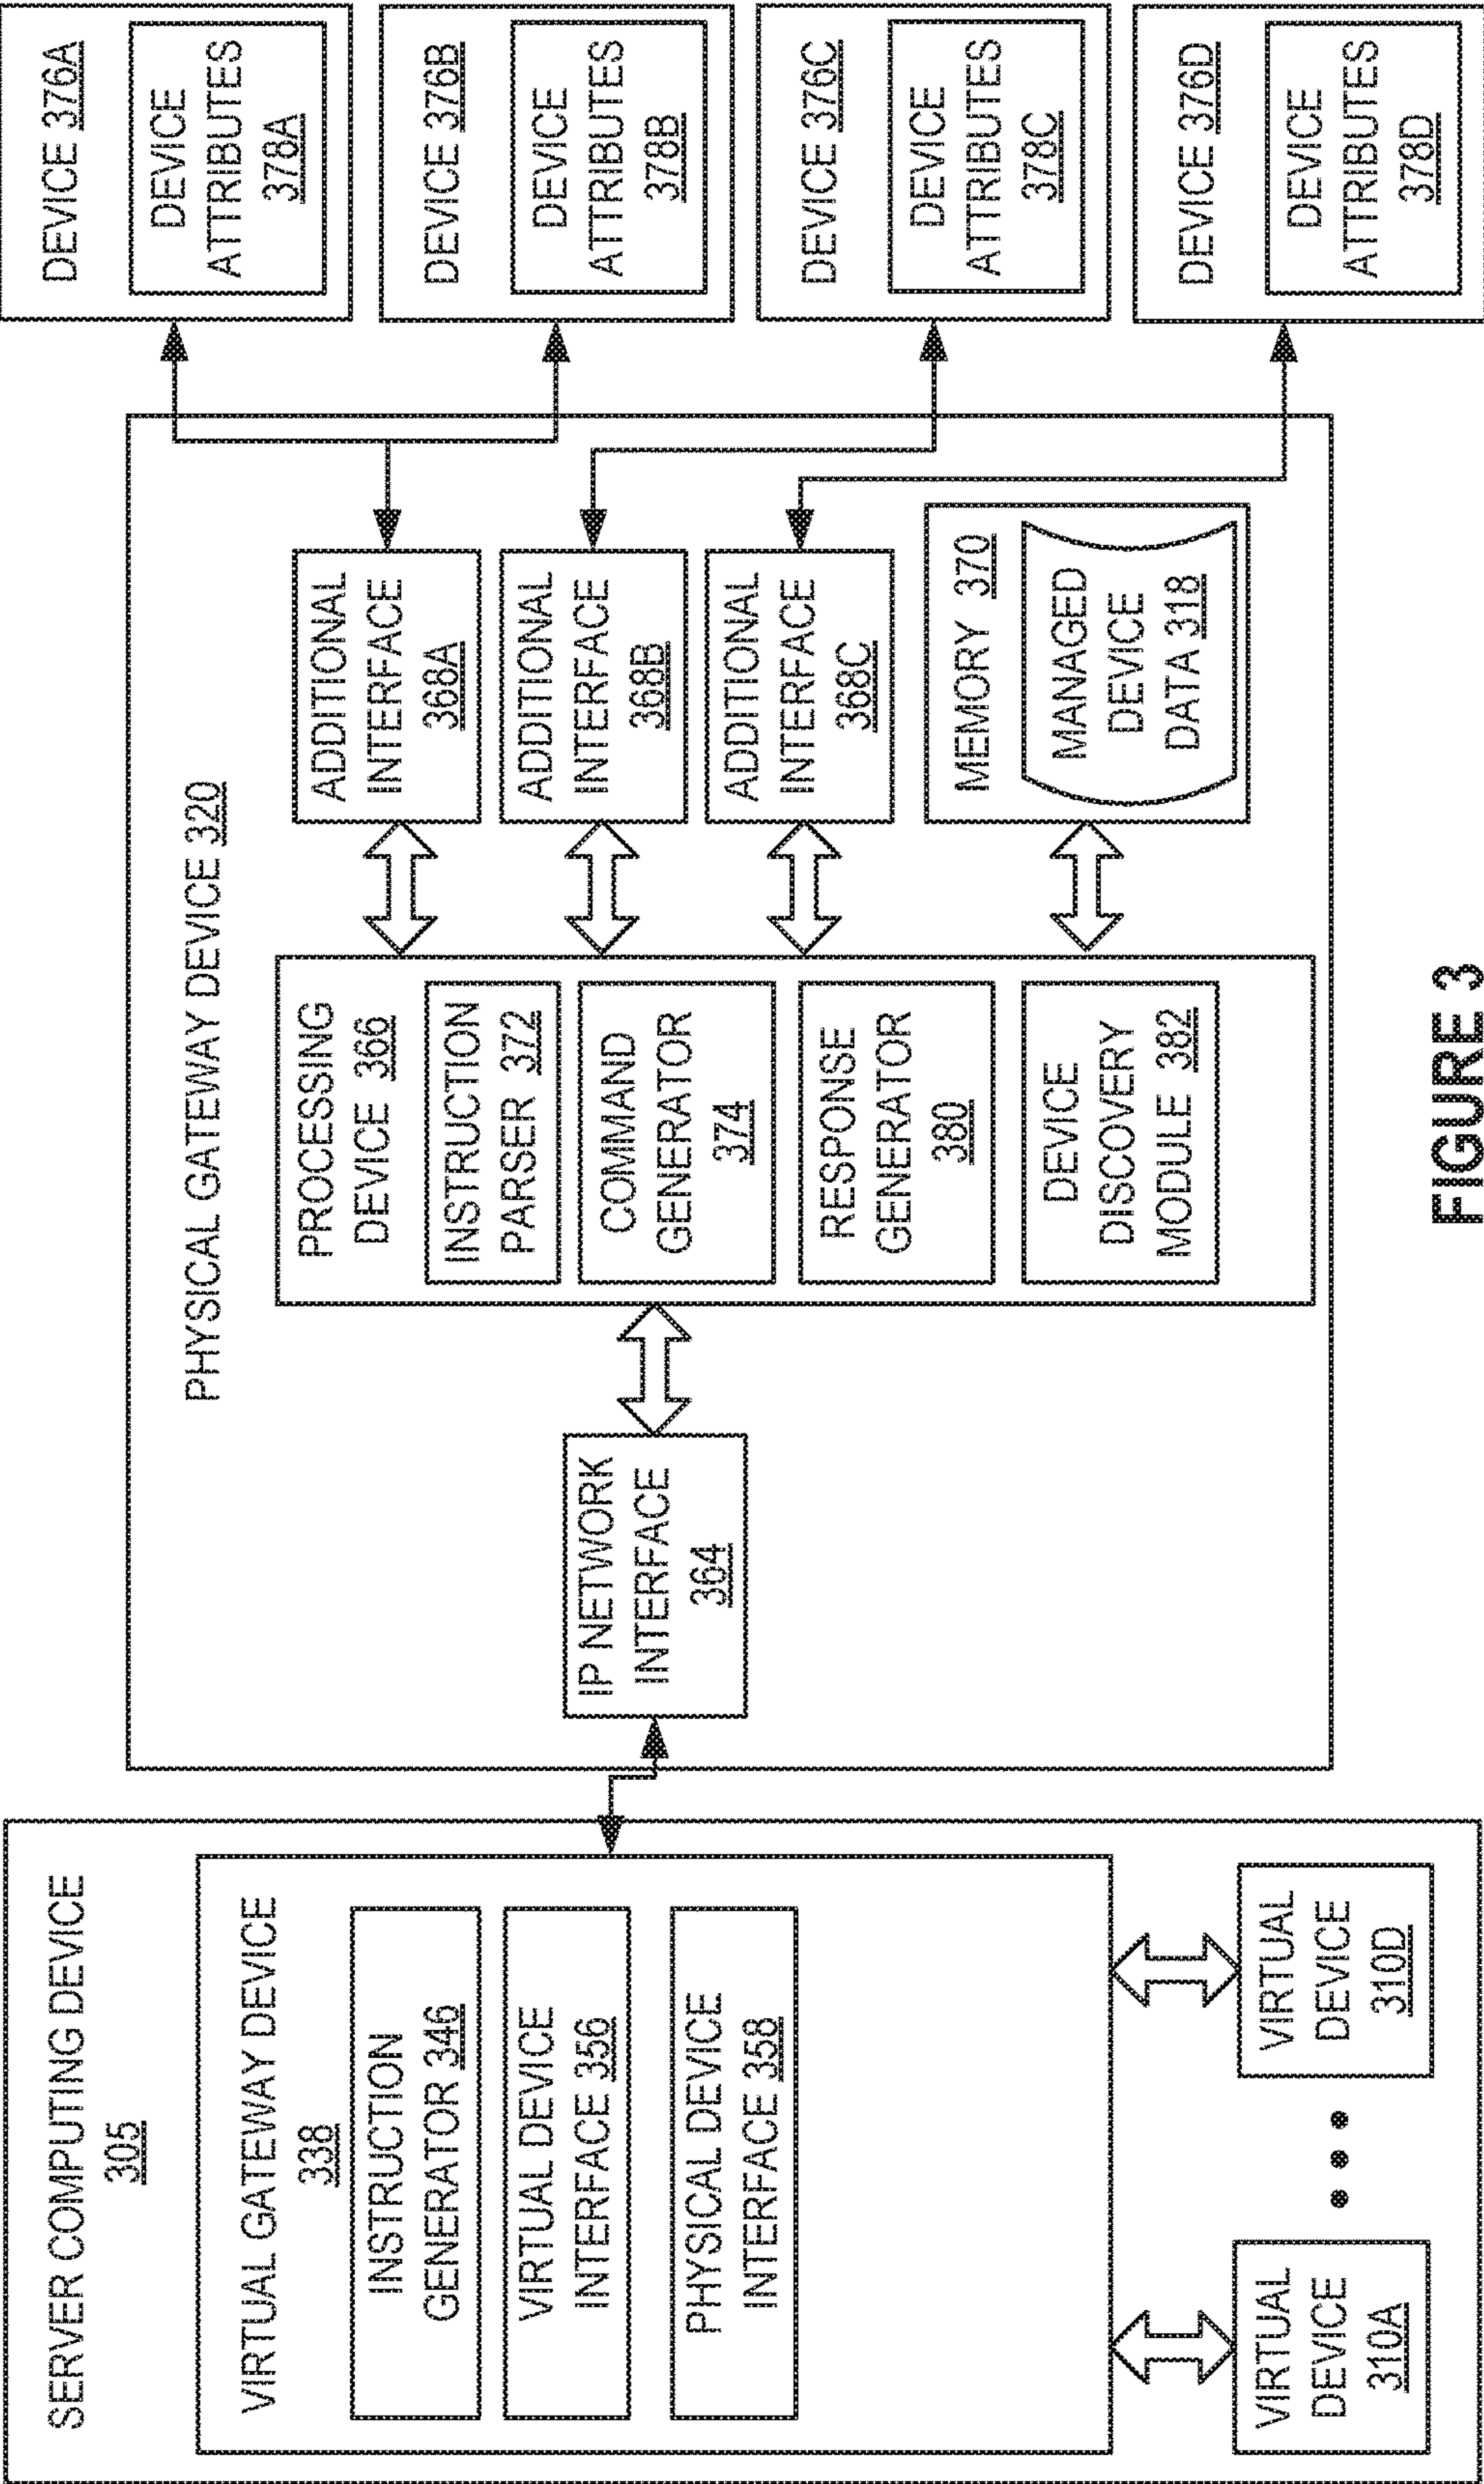 SERVER COMPUTING DEVICE
305
VIRTUAL GATEWAY DEVICE
338
INSTRUCTION
GENERATOR 346
VIRTUAL DEVICE
INTERFACE 356
PHYSICAL DEVICE
INTERFACE 358
VIRTUAL
DEVICE
310A
VIRTUAL
DEVICE
310D
PHYSICAL GATEWAY DEVICE 320
IP NETWORK
INTERFACE
364
PROCESSING
DEVICE 366
INSTRUCTION
PARSER 372
COMMAND
GENERATOR
374
RESPONSE
GENERATOR
380
DEVICE
DISCOVERY
MODULE 382
ADDITIONAL
INTERFACE
368A
ADDITIONAL
INTERFACE
368B
ADDITIONAL
INTERFACE
368C
MEMORY 370
MANAGED
DEVICE
DATA 318
DEVICE 376A
DEVICE
ATTRIBUTES
378A
DEVICE 376B
DEVICE
ATTRIBUTES
378B
DEVICE 376C
DEVICE
ATTRIBUTES
378C
DEVICE 376D
DEVICE
ATTRIBUTES
378D
FIGURE 3